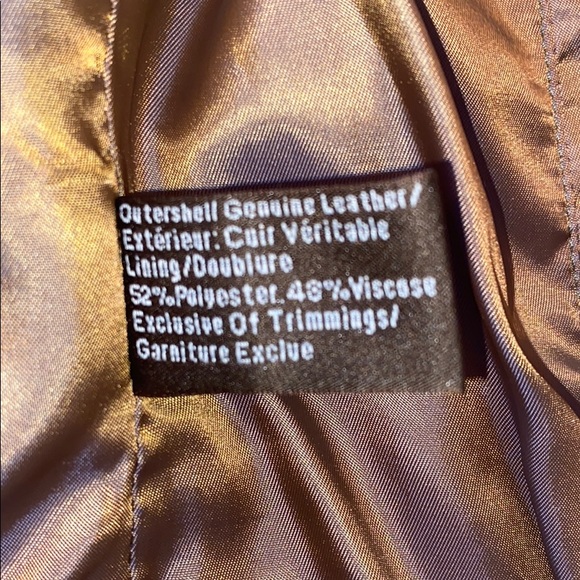 Outershell Genuine Leather/
Extérieur: Cuir Véritable
Lining/Doublure
52%Polyester, 48%Viscose
Exclusive Of Trimmings/
Garniture Exclue